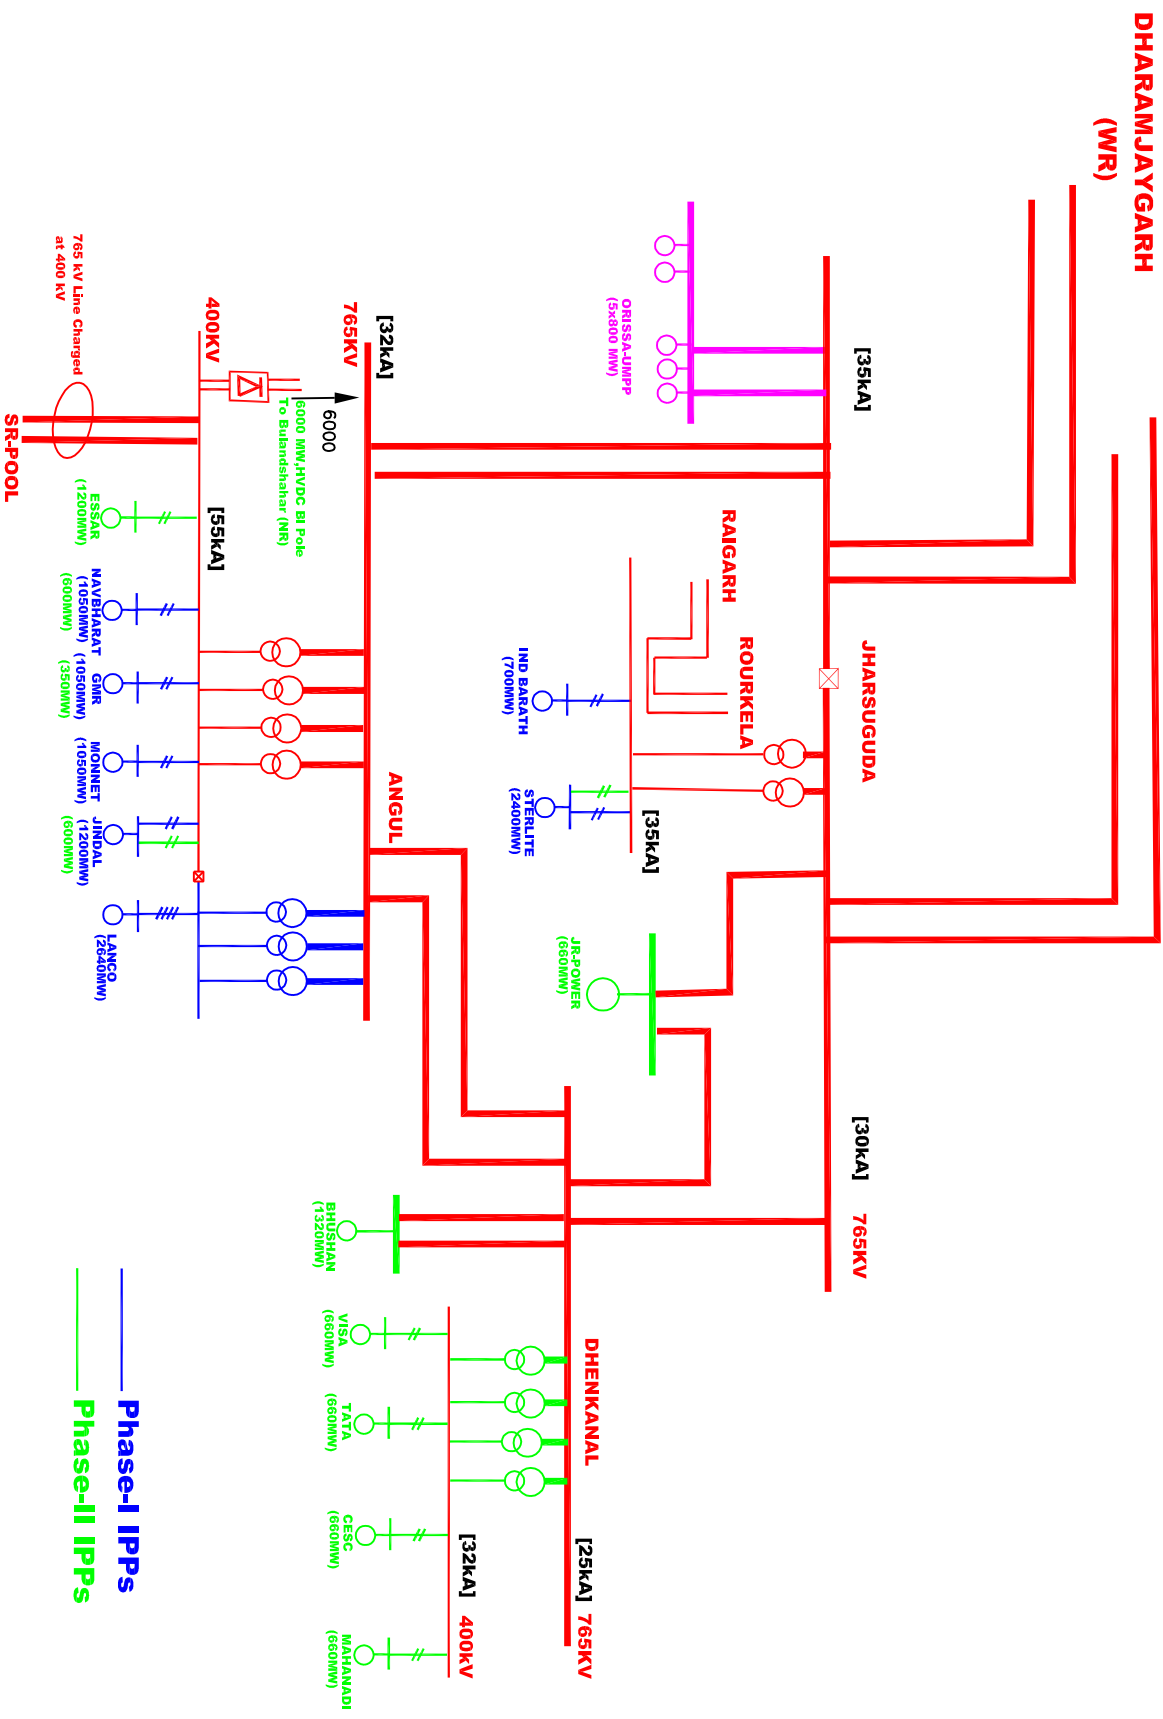 DHARAMJAYGARH
(WR)
[35kA]
JHARSUGUDA
[30kA]
765KV
ORISSA-UMPP
(5x800 MW)
RAIGARH
ROURKELA
IND BARATH
(700MW)
STERLITE
(2400MW)
[35kA]
JR-POWER
(660MW)
[32kA]
765KV
ANGUL
6000
6000 MW,HVDC BI Pole
To Bulandshahar (NR)
400KV
[55kA]
765 kV Line Charged
at 400 kV
SR-POOL
ESSAR
(1200MW)
NAVBHARAT
(1050MW)
(600MW)
GMR
(1050MW)
(350MW)
MONNET
(1050MW)
JINDAL
(1200MW)
(600MW)
LANCO
(2640MW)
DHENKANAL
[25kA]
765KV
BHUSHAN
(1320MW)
VISA
(660MW)
TATA
(660MW)
CESC
(660MW)
MAHANADI
(660MW)
[32kA]
400kV
Phase-I IPPs
Phase-II IPPs